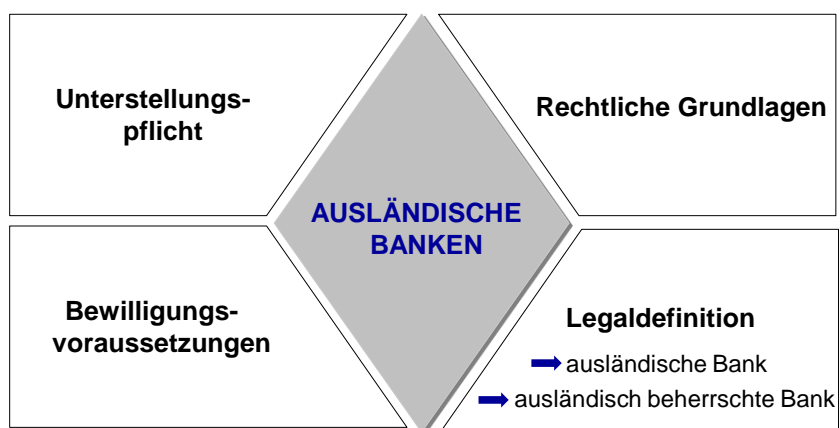 Unterstellungs-
pflicht
Rechtliche Grundlagen
AUSLÄNDISCHE
BANKEN
Bewilligungs-
voraussetzungen
Legaldefinition
ausländische Bank
ausländisch beherrschte Bank